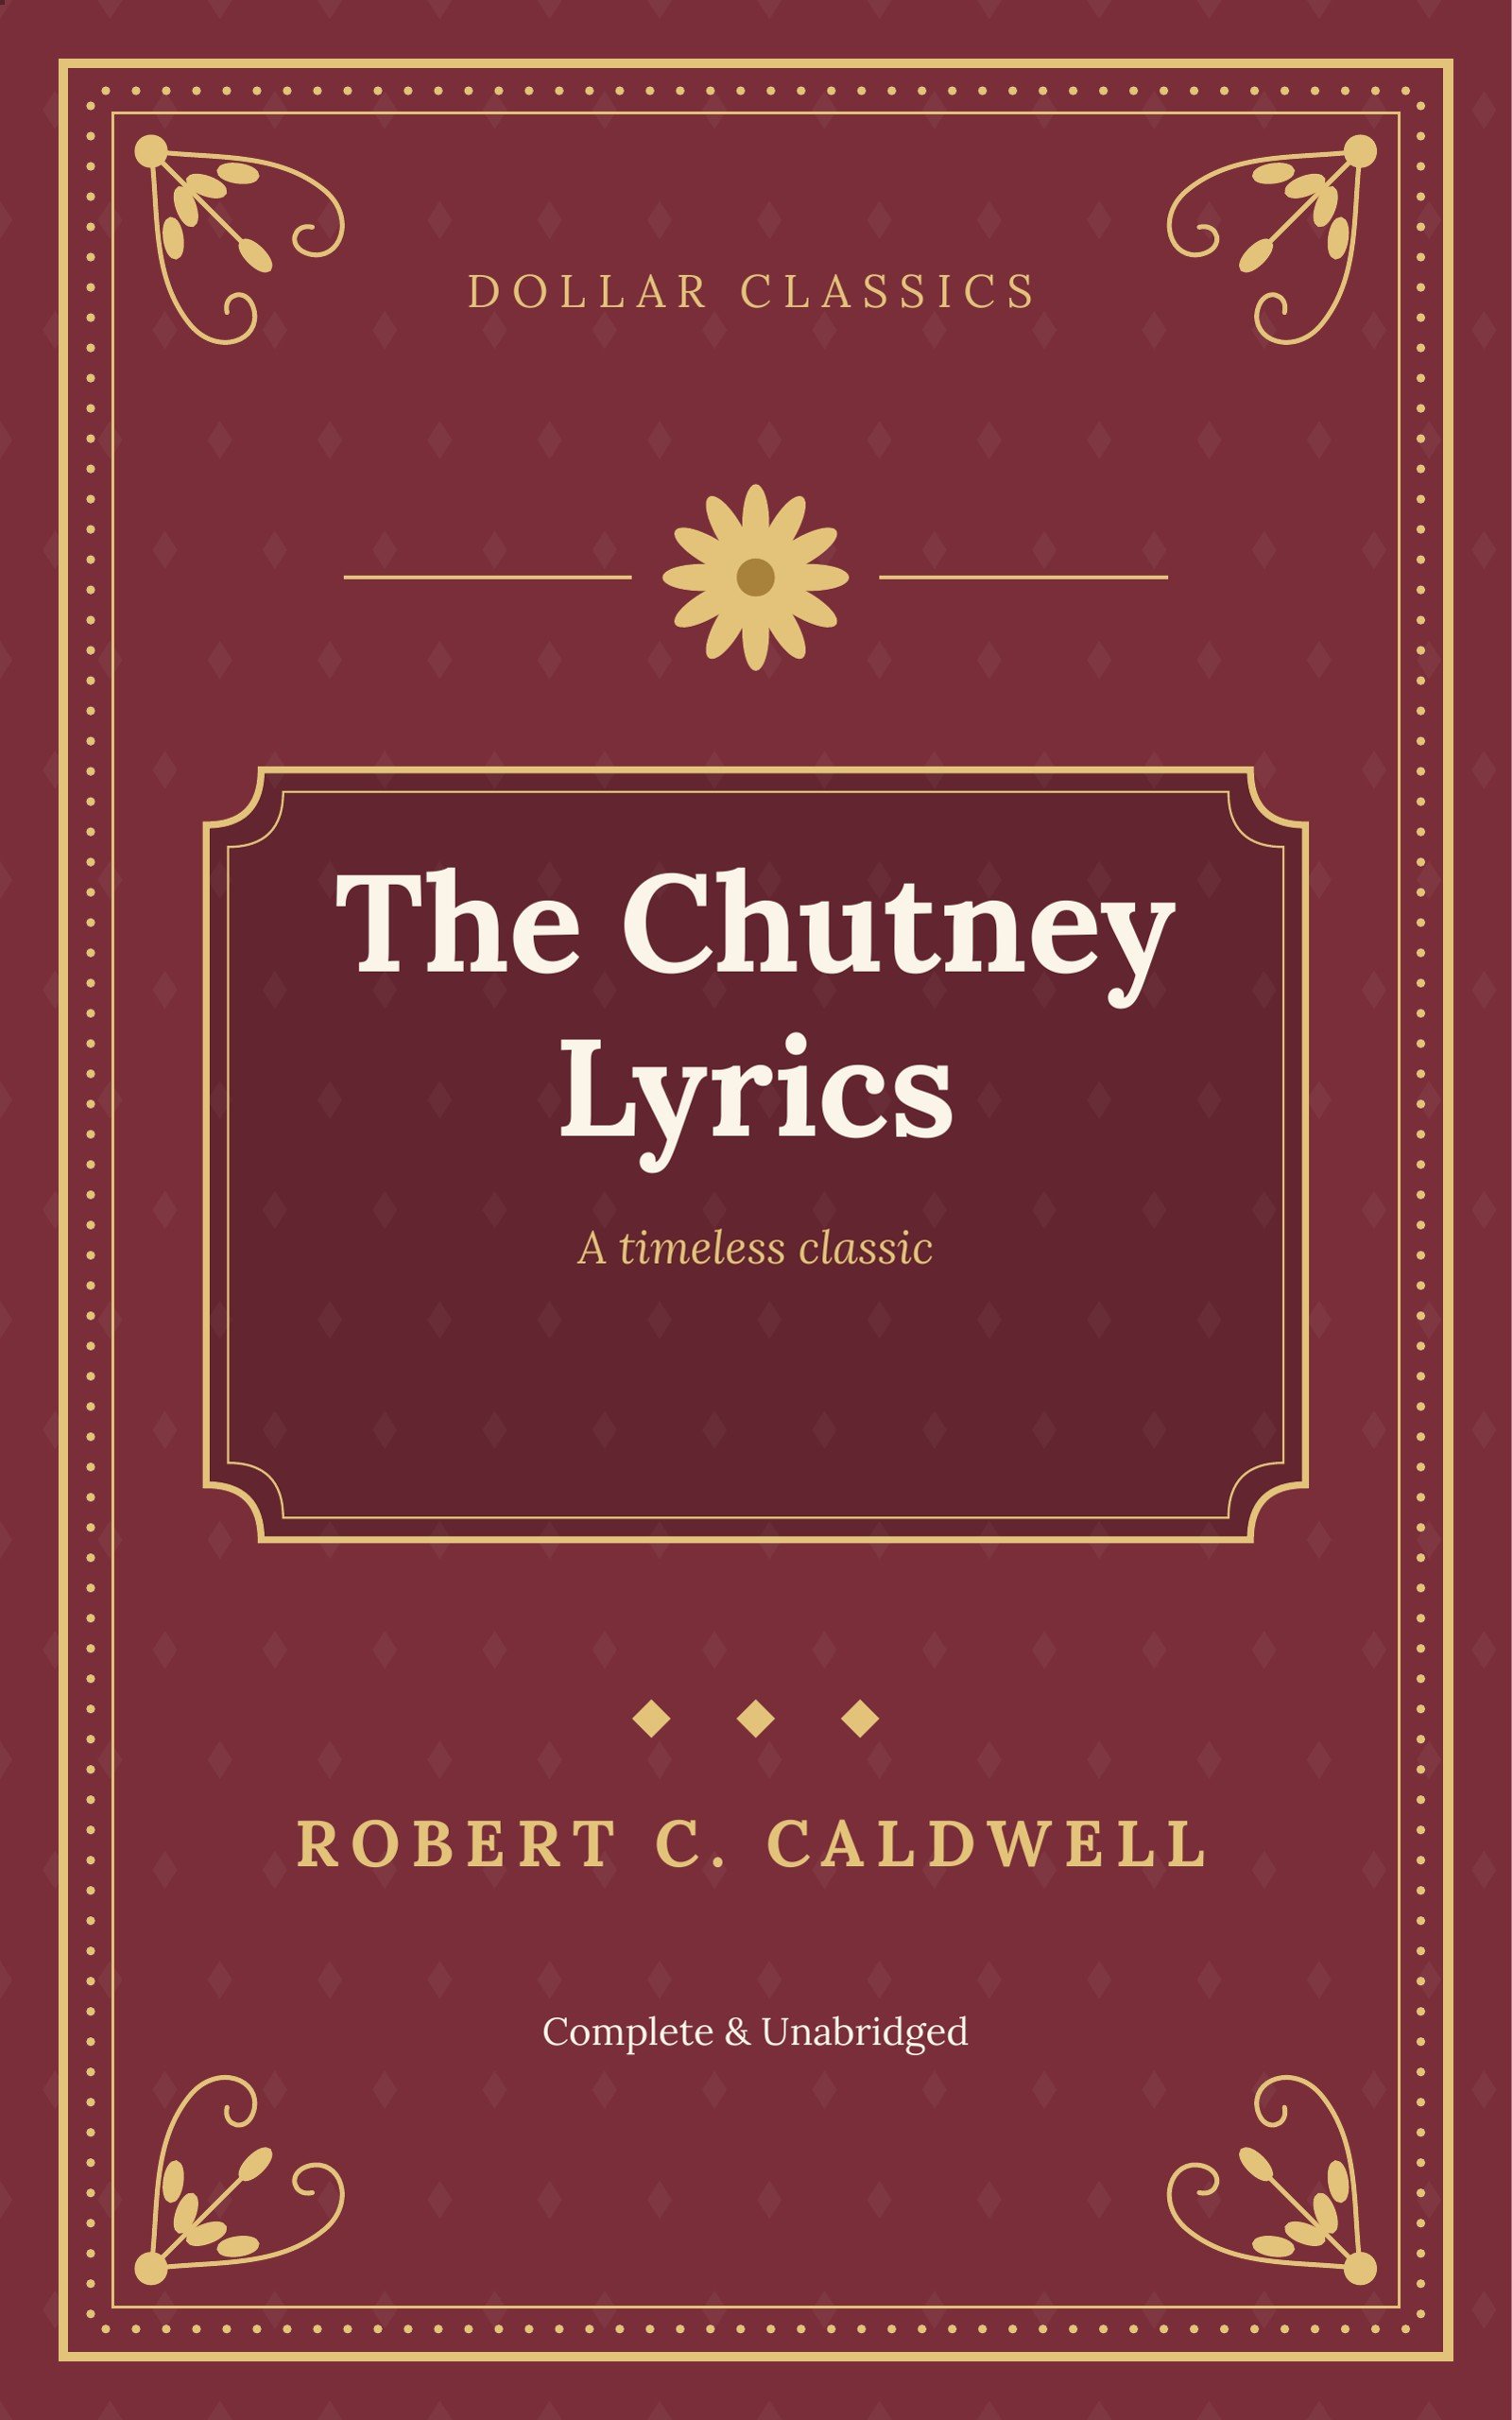 DOLLAR CLASSICS
The Chutney
Lyrics
A timeless classic
ROBERT C. CALDWELL
Complete & Unabridged